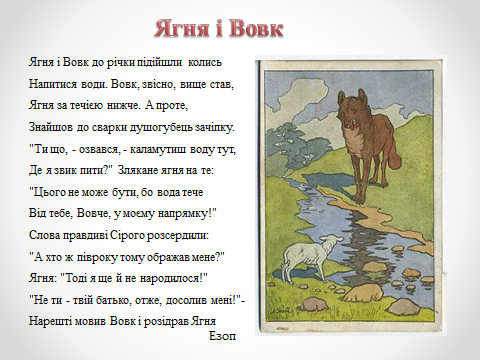 Ягня і Вовк
Ягня і Вовк до річки підійшли колись
Напитися води. Вовк, звісно, вище став,
Ягня за течією нижче. А проте,
Знайшов до сварки душогубець зачіпку.
"Ти що, - озвався, - каламутиш воду тут,
Де я звик пити?" Злякане ягня на те:
"Цього не може бути, бо вода тече
Від тебе, Вовче, у моєму напрямку!"
Слова правдиві Сірого розсердили:
"А хто ж півроку тому ображав мене?"
Ягня: "Тоді я ще й не народилося!"
"Не ти - твій батько, отже, досолив мені!"-
Нарешті мовив Вовк і розідрав Ягня
Езоп